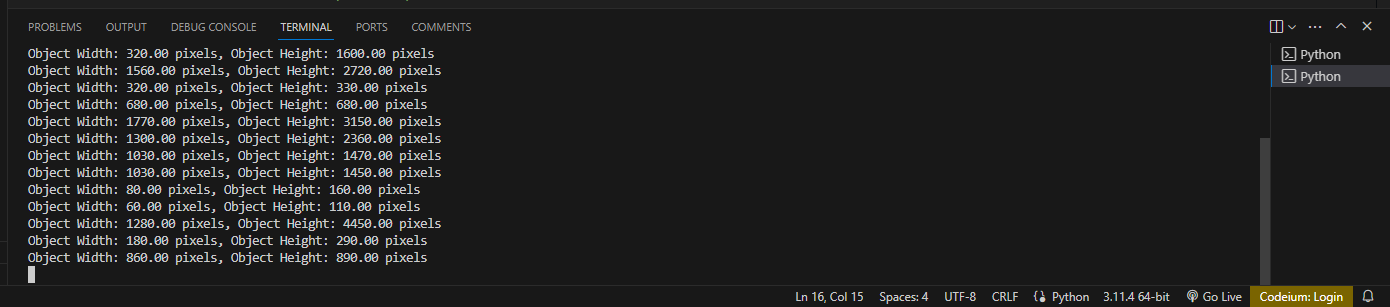 PROBLEMS OUTPUT DEBUG CONSOLE TERMINAL PORTS COMMENTS
Object Width: 320.00 pixels, Object Height: 1600.00 pixels
Object Width: 1560.00 pixels, Object Height: 2720.00 pixels
Object Width: 320.00 pixels, Object Height: 330.00 pixels
Object Width: 680.00 pixels, Object Height: 680.00 pixels
Object Width: 1770.00 pixels, Object Height: 3150.00 pixels
Object Width: 1300.00 pixels, Object Height: 2360.00 pixels
Object Width: 1030.00 pixels, Object Height: 1470.00 pixels
Object Width: 1030.00 pixels, Object Height: 1450.00 pixels
Object Width: 80.00 pixels, Object Height: 160.00 pixels
Object Width: 60.00 pixels, Object Height: 110.00 pixels
Object Width: 1280.00 pixels, Object Height: 4450.00 pixels
Object Width: 180.00 pixels, Object Height: 290.00 pixels
Object Width: 860.00 pixels, Object Height: 890.00 pixels
Python
Python
Ln 16, Col 15 Spaces: 4 UTF-8 CRLF Python 3.11.4 64-bit Go Live Codeium: Login